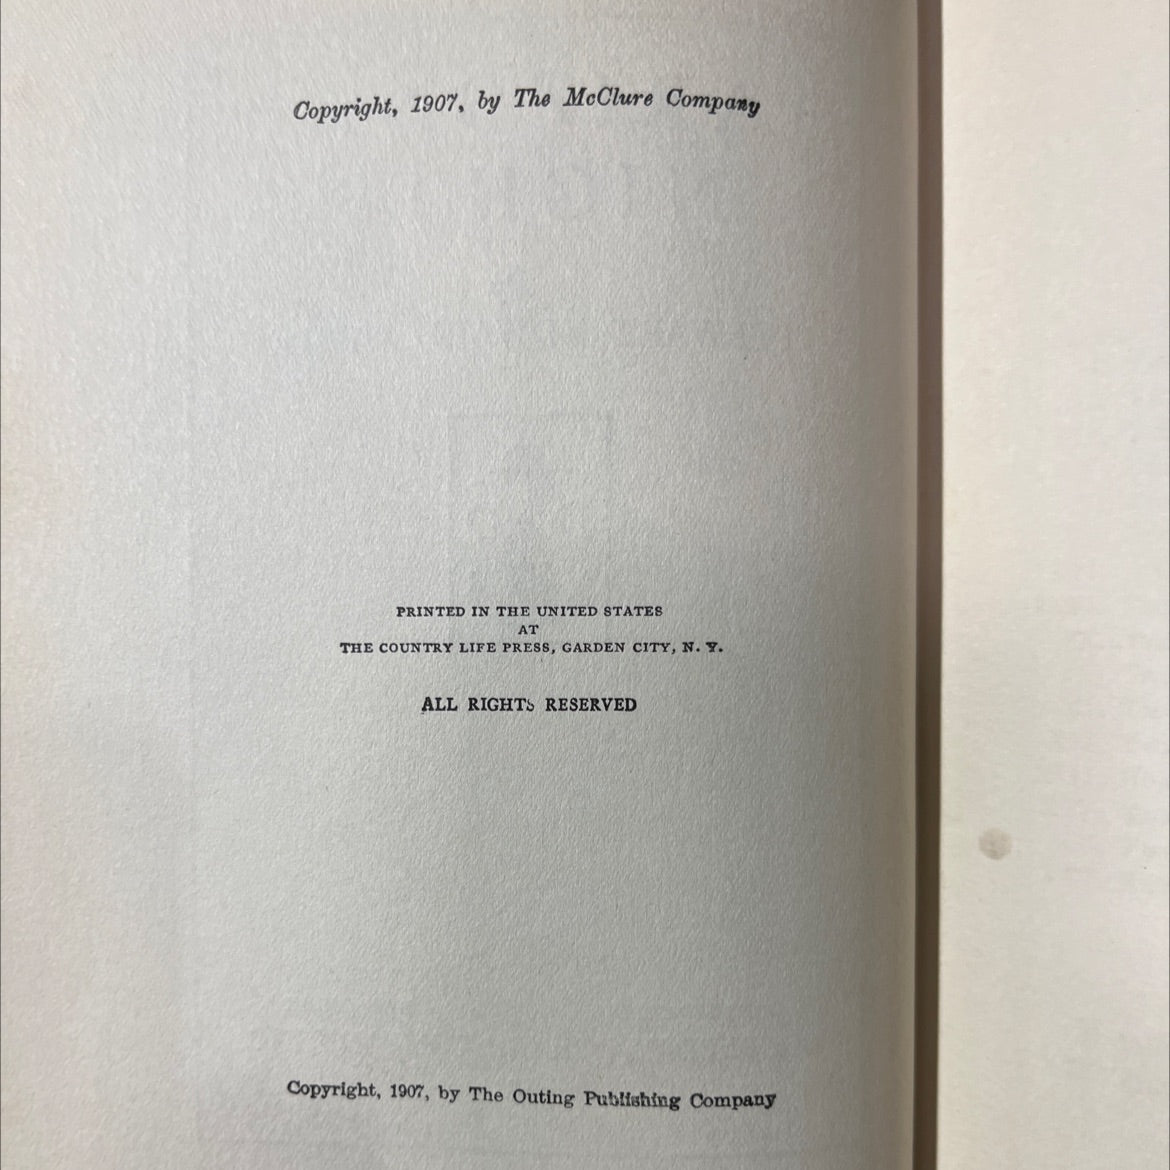 Copyright, 1907, by The McClure Company
PRINTED IN THE UNITED STATES
AT
THE COUNTRY LIFE PRESS, GARDEN CITY, N. Y.
ALL RIGHTS RESERVED
Copyright, 1907, by The Outing Publishing Company